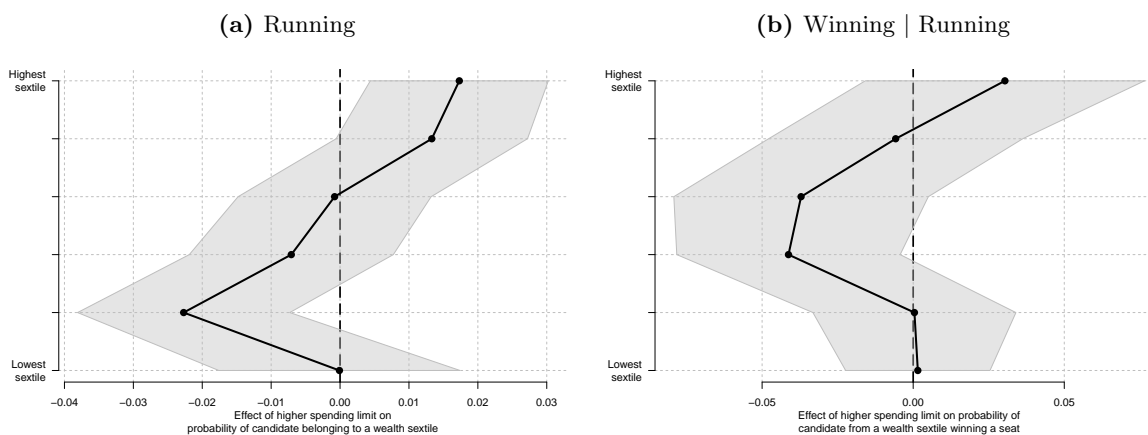 (a) Running
Highest
sextile
Lowest
sextile
−0.04 −0.03 −0.02 −0.01 0.00 0.01 0.02 0.03
Effect of higher spending limit on
probability of candidate belonging to a wealth sextile
(b) Winning | Running
Highest
sextile
Lowest
sextile
−0.05 0.00 0.05
Effect of higher spending limit on probability of
candidate from a wealth sextile winning a seat